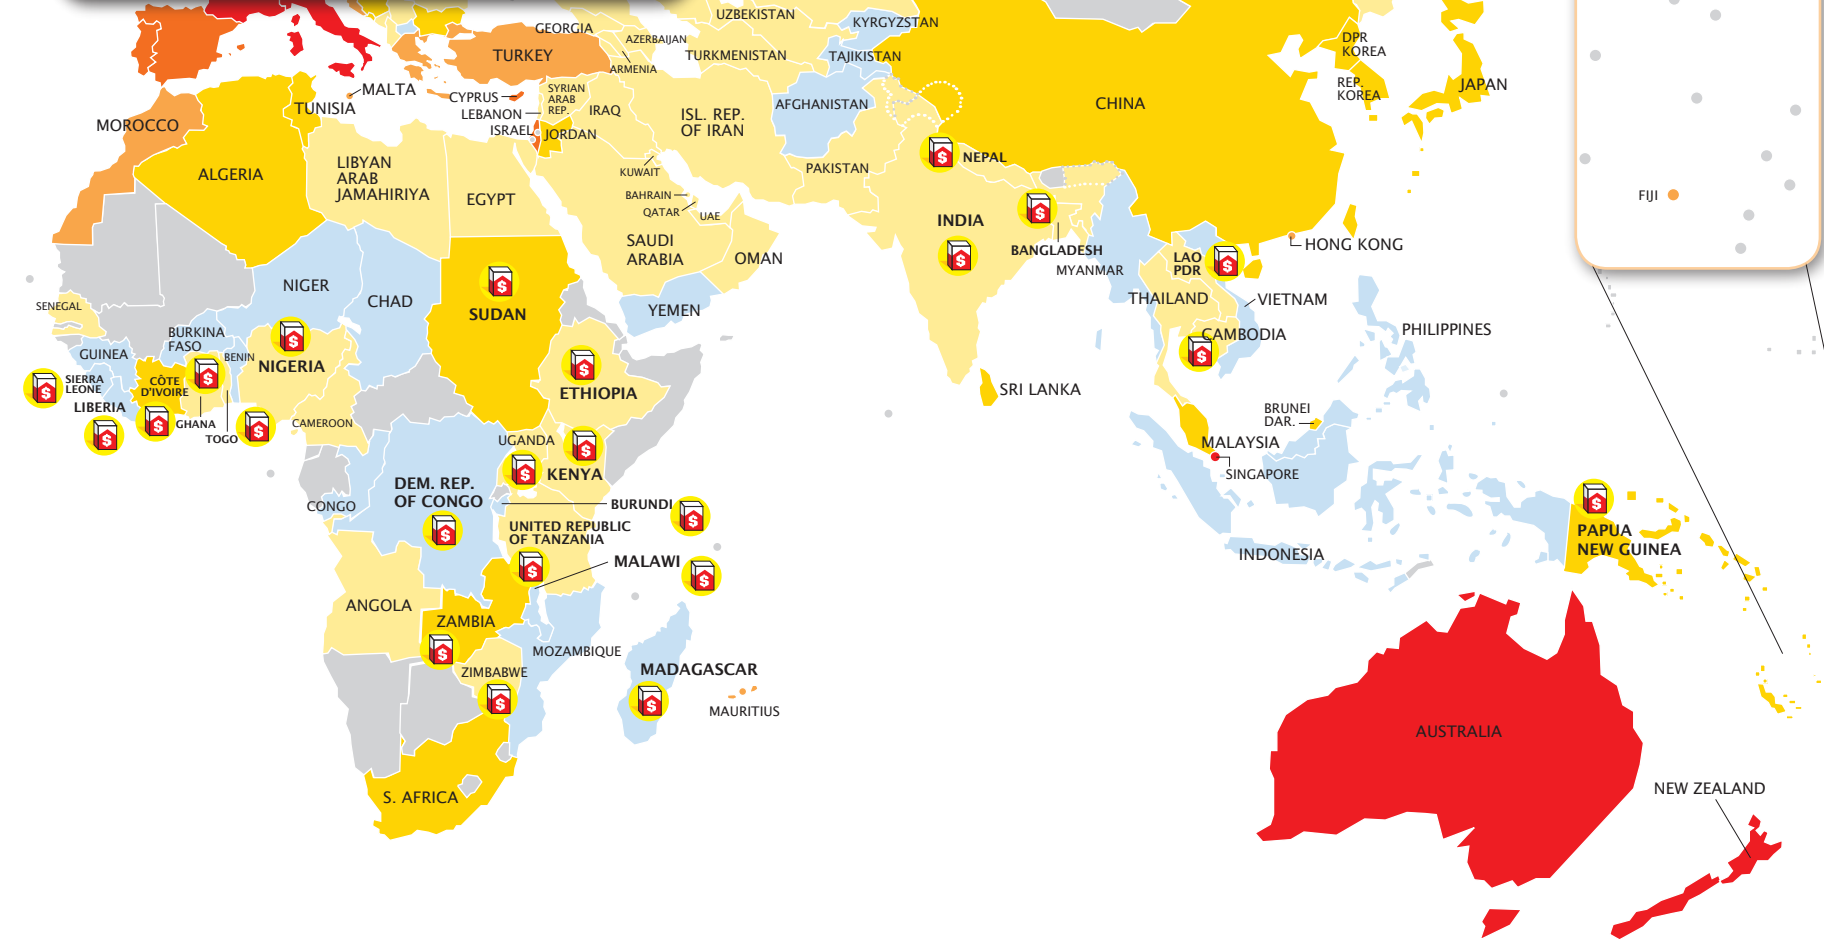 GEORGIA
UZBEKISTAN
KYRGYZSTAN
AZERBAIJAN
TURKEY
TURKMENISTAN
TAJIKISTAN
ARMENIA
DPR
KOREA
REP.
KOREA
JAPAN
MALTA
TUNISIA
CYPRUS
LEBANON
ISRAEL
SYRIAN
ARAB
REP.
IRAQ
JORDAN
ISL. REP.
OF IRAN
AFGHANISTAN
CHINA
MOROCCO
ALGERIA
LIBYAN
ARAB
JAMAHIRIYA
EGYPT
KUWAIT
BAHRAIN
QATAR
UAE
PAKISTAN
$
NEPAL
FIJI
SAUDI
ARABIA
OMAN
INDIA
$
$
BANGLADESH
MYANMAR
LAO
PDR
$
HONG KONG
NIGER
CHAD
$
SUDAN
YEMEN
THAILAND
VIETNAM
SENEGAL
BURKINA
FASO
GUINEA
BENIN
$
NIGERIA
CAMBODIA
$
PHILIPPINES
$
SIERRA
LEONE
CÔTE
D'IVOIRE
$
$
ETHIOPIA
SRI LANKA
LIBERIA
$
$
GHANA
TOGO
$
CAMEROON
BRUNEI
DAR.
MALAYSIA
SINGAPORE
UGANDA
$
$
KENYA
DEM. REP.
OF CONGO
$
CONGO
BURUNDI
$
UNITED REPUBLIC
OF TANZANIA
$
MALAWI
$
INDONESIA
$
PAPUA
NEW GUINEA
ANGOLA
ZAMBIA
$
MOZAMBIQUE
ZIMBABWE
$
MADAGASCAR
$
MAURITIUS
AUSTRALIA
S. AFRICA
NEW ZEALAND